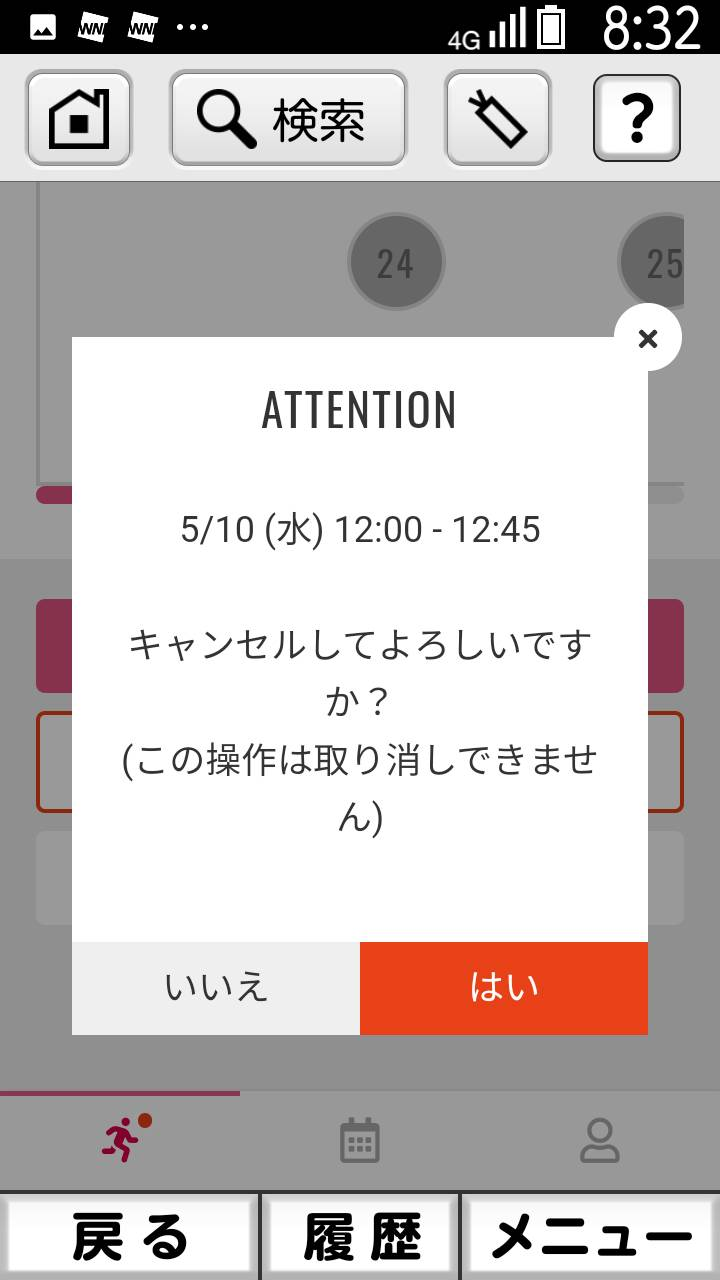 4G 8:32
検索 ?
24 25
ATTENTION
5/10 (水) 12:00 - 12:45
キャンセルしてよろしいです
か？
(この操作は取り消しできませ
ん)
いいえ はい
戻る 履歴 メニュー